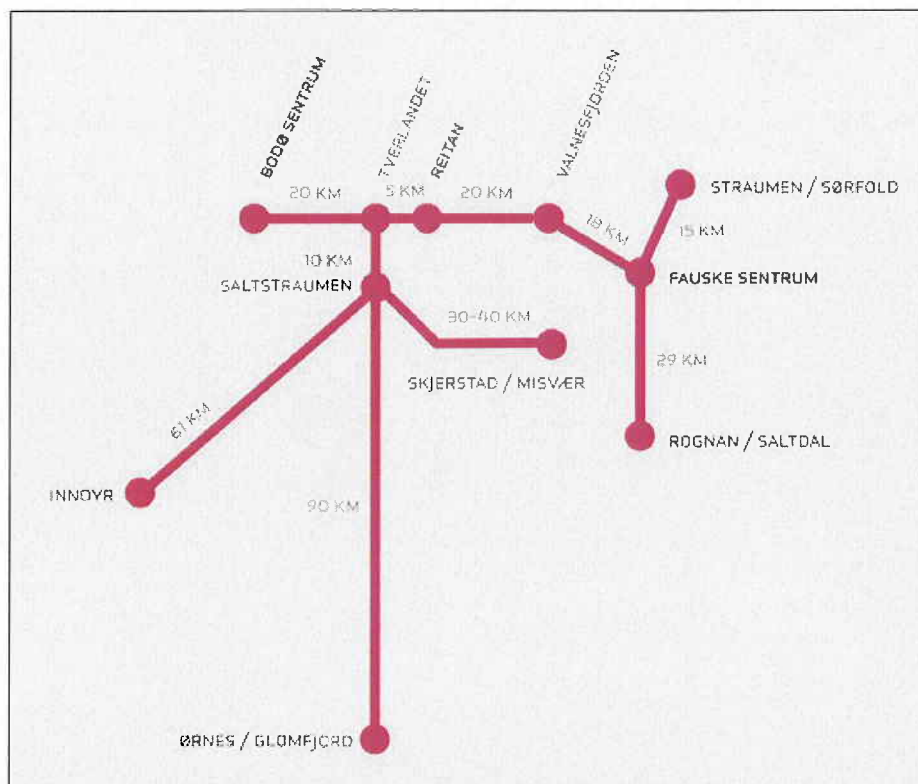 BODØ SENTRUM
TVERLANDET
REITAN
VALNESFJORDEN
20 KM
5 KM
20 KM
18 KM
STRAUMEN / SØRFOLD
15 KM
10 KM
SALTSTRAUMEN
FAUSKE SENTRUM
30-40 KM
SKJERSTAD / MISVÆR
29 KM
61 KM
ROGNAN / SALTDAL
INNDYR
90 KM
ØRNES / GLOMFJORD